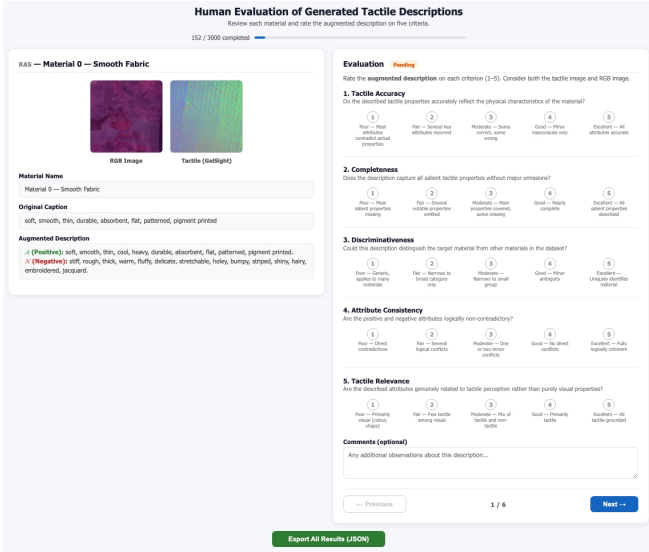 Human Evaluation of Generated Tactile Descriptions
Review each material and rate the augmented description on five criteria.
152 / 3000 completed
RAS — Material 0 — Smooth Fabric
RGB Image
Tactile (GelSight)
Material Name
Material 0 — Smooth Fabric
Original Caption
soft, smooth, thin, durable, absorbent, flat, patterned, pigment printed
Augmented Description
A (Positive): soft, smooth, thin, cool, heavy, durable, absorbent, flat, patterned, pigment printed.
N (Negative): stiff, rough, thick, warm, fluffy, delicate, stretchable, holey, bumpy, striped, shiny, hairy,
embroidered, jacquard.
Evaluation Pending
Rate the augmented description on each criterion (1–5). Consider both the tactile image and RGB image.
1. Tactile Accuracy
Do the described tactile properties accurately reflect the physical characteristics of the material?
1 2 3 4 5
Poor — Most attributes contradict actual properties
Fair — Several key attributes incorrect
Moderate — Some correct, some wrong
Good — Minor inaccuracies only
Excellent — All attributes accurate
2. Completeness
Does the description capture all salient tactile properties without major omissions?
1 2 3 4 5
Poor — Most salient properties missing
Fair — Several notable properties omitted
Moderate — Main properties covered, some missing
Good — Nearly complete
Excellent — All salient properties described
3. Discriminativeness
Could this description distinguish the target material from other materials in the dataset?
1 2 3 4 5
Poor — Generic, applies to many materials
Fair — Narrows to broad category only
Moderate — Narrows to small group
Good — Minor ambiguity
Excellent — Uniquely identifies material
4. Attribute Consistency
Are the positive and negative attributes logically non-contradictory?
1 2 3 4 5
Poor — Direct contradictions
Fair — Several logical conflicts
Moderate — One or two minor conflicts
Good — No direct conflicts
Excellent — Fully logically coherent
5. Tactile Relevance
Are the described attributes genuinely related to tactile perception rather than purely visual properties?
1 2 3 4 5
Poor — Primarily visual (colour, shape)
Fair — Few tactile among visual
Moderate — Mix of tactile and non-tactile
Good — Primarily tactile
Excellent — All tactile-grounded
Comments (optional)
Any additional observations about this description...
← Previous
1 / 6
Next →
Export All Results (JSON)